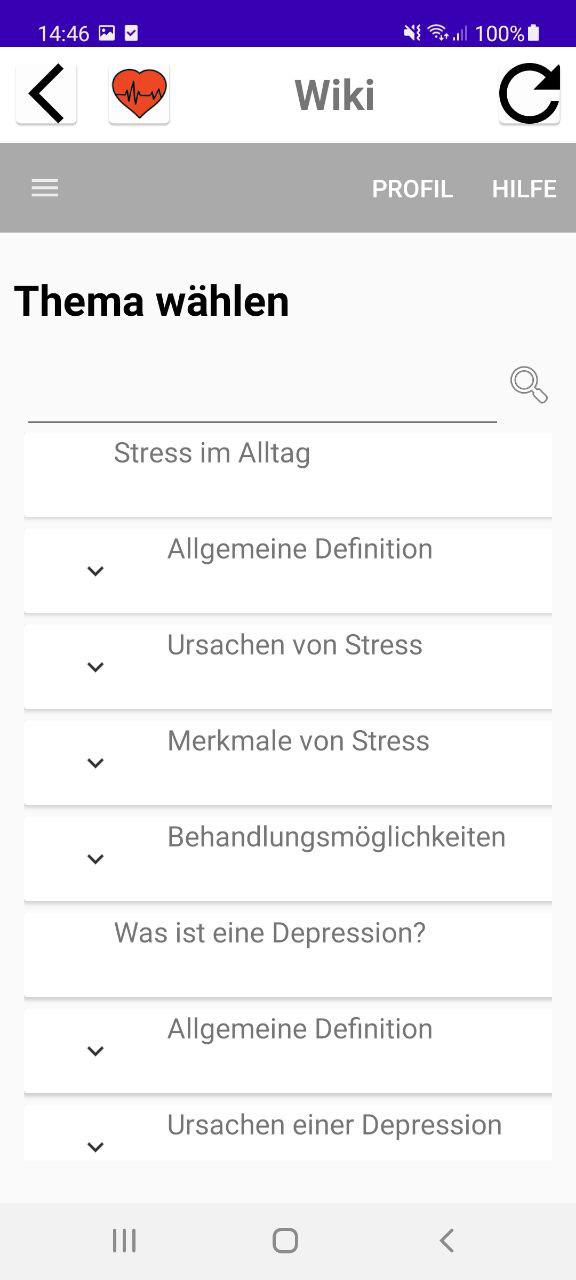 14:46
100%
Wiki
PROFIL HILFE
Thema wählen
Stress im Alltag
Allgemeine Definition
Ursachen von Stress
Merkmale von Stress
Behandlungsmöglichkeiten
Was ist eine Depression?
Allgemeine Definition
Ursachen einer Depression